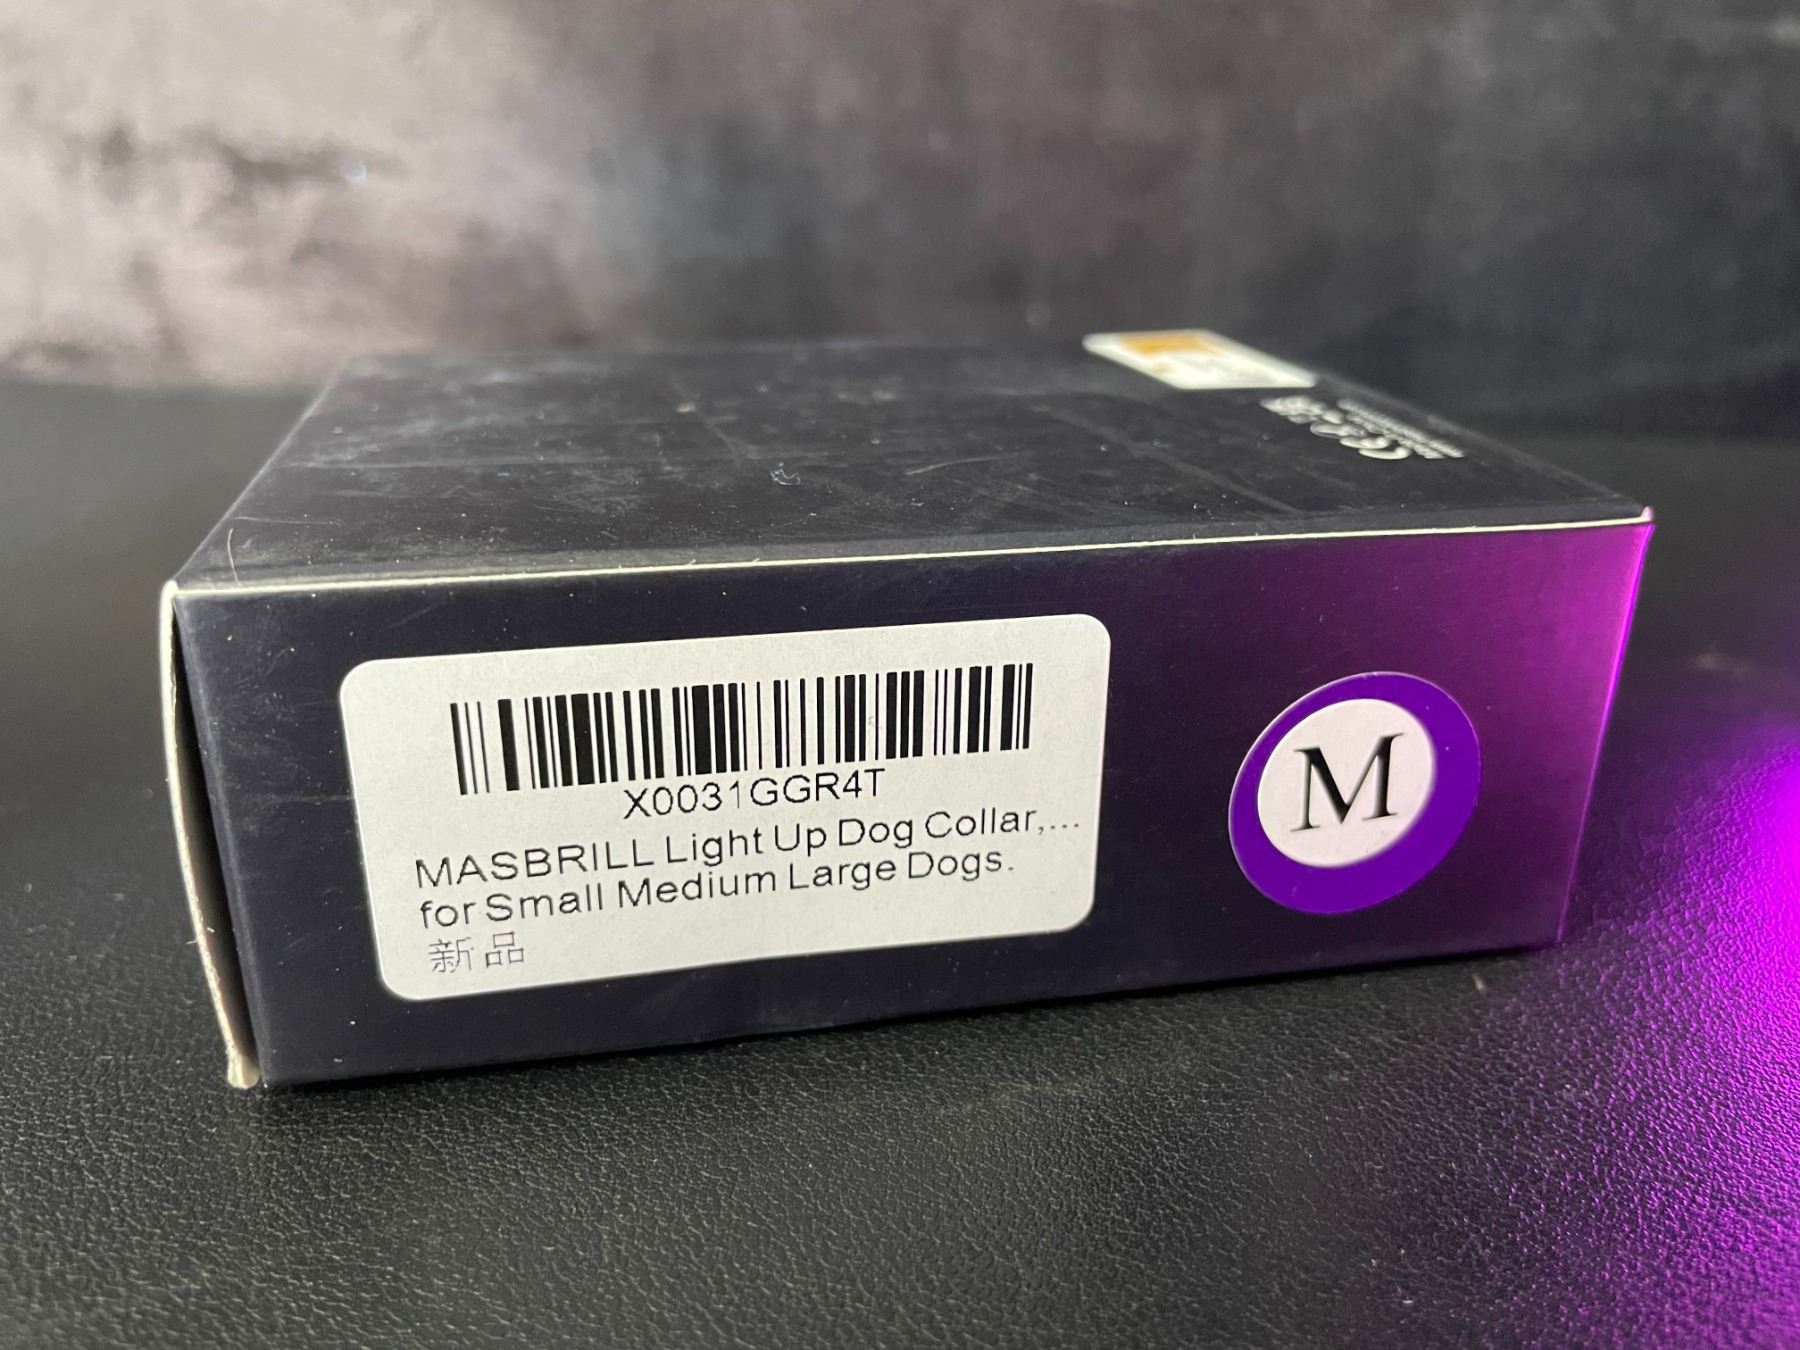 X0031GGR4T
MASBRILL Light Up Dog Collar,...
for Small Medium Large Dogs.
新品
M